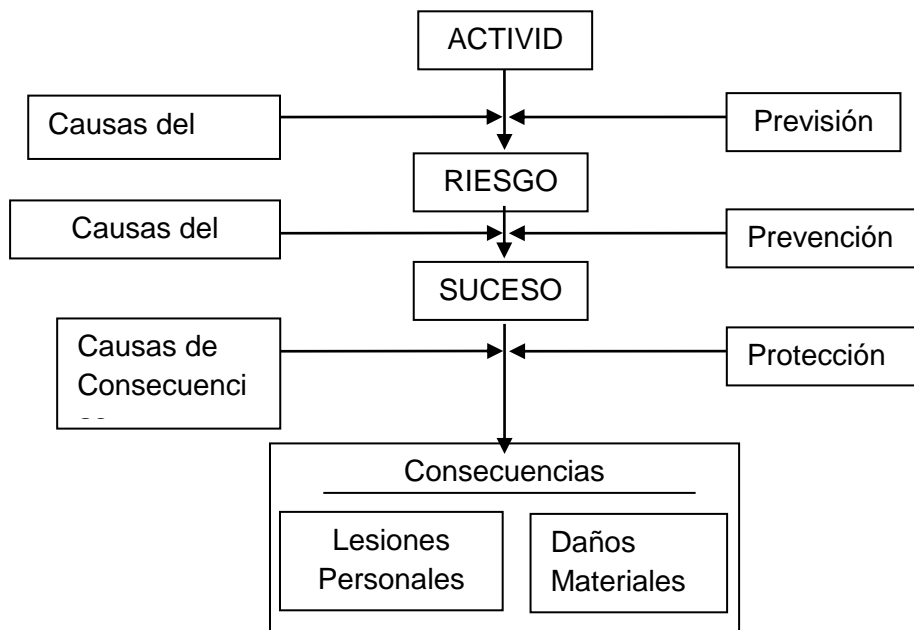 ACTIVID
Causas del
Previsión
RIESGO
Causas del
Prevención
SUCESO
Causas de
Consecuenci
Protección
Consecuencias
Lesiones
Personales
Daños
Materiales